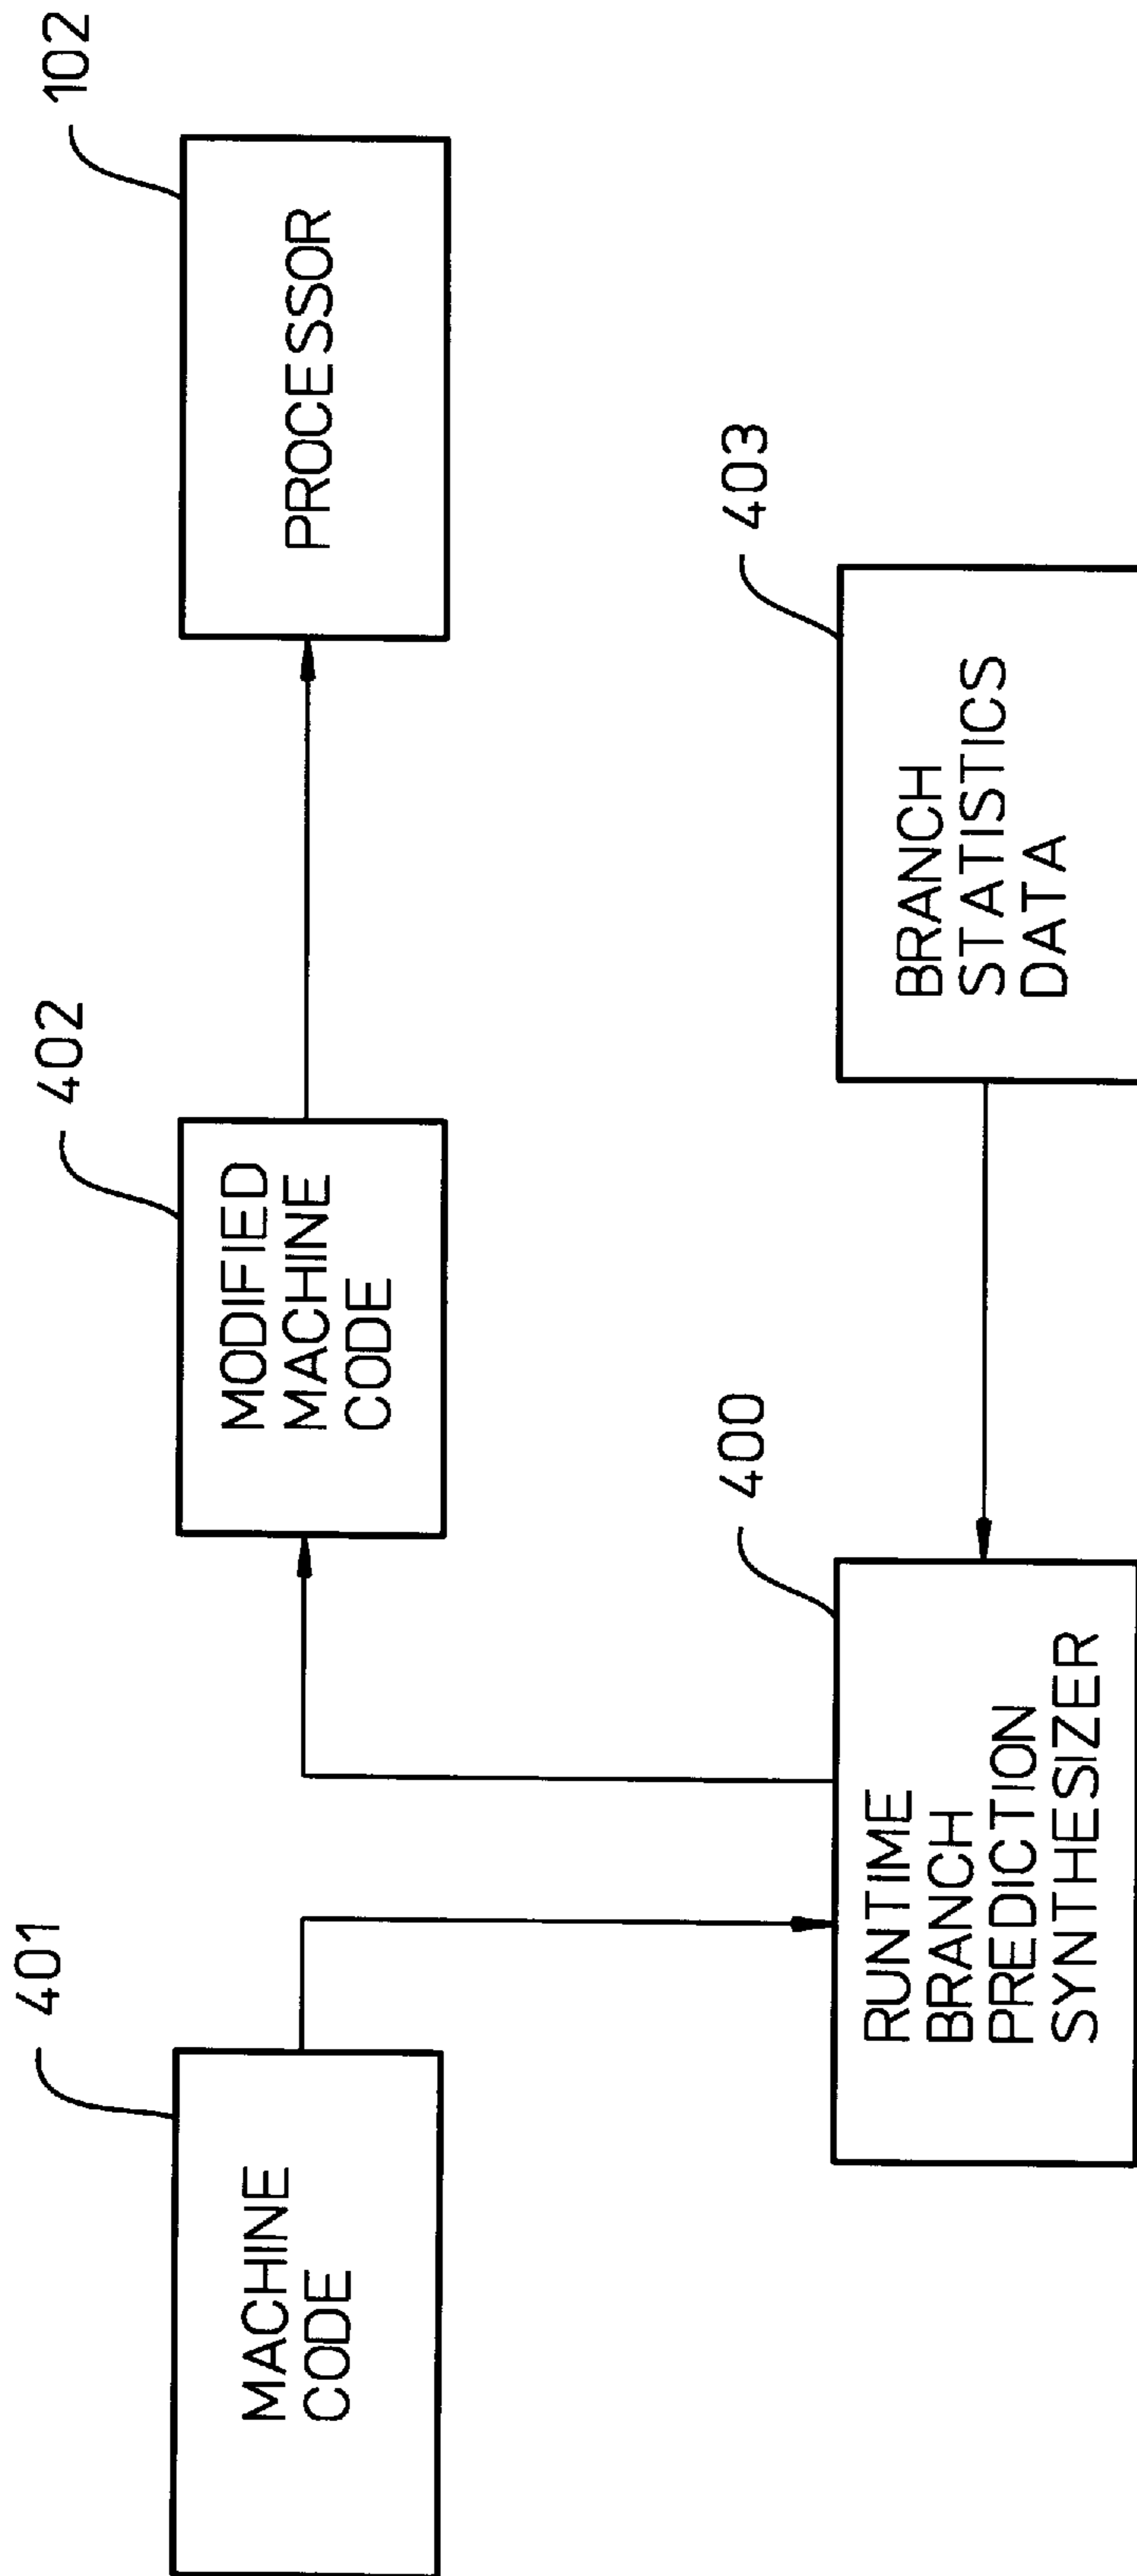 401
MACHINE
CODE
402
MODIFIED
MACHINE
CODE
102
PROCESSOR
400
RUNTIME
BRANCH
PREDICTION
SYNTHESIZER
403
BRANCH
STATISTICS
DATA